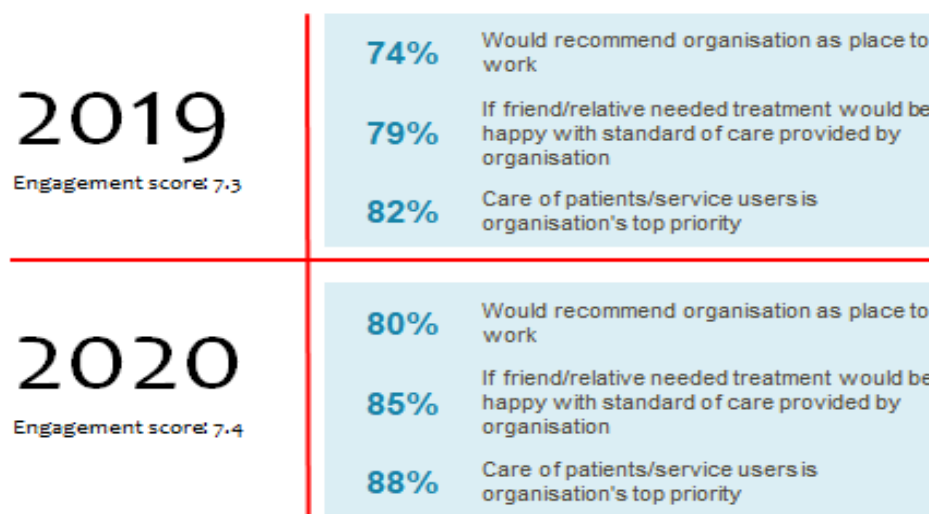 2019
Engagement score: 7.3
74%
Would recommend organisation as place to
work
79%
If friend/relative needed treatment would be
happy with standard of care provided by
organisation
82%
Care of patients/service users is
organisation's top priority
2020
Engagement score: 7.4
80%
Would recommend organisation as place to
work
85%
If friend/relative needed treatment would be
happy with standard of care provided by
organisation
88%
Care of patients/service users is
organisation's top priority